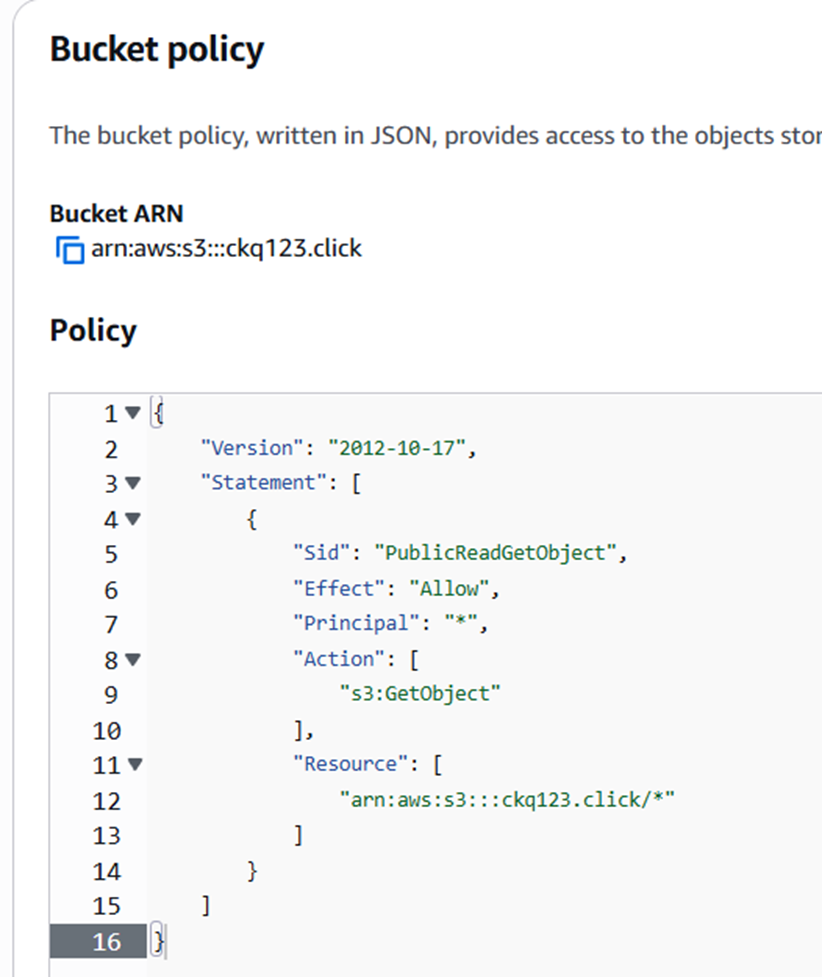 Bucket policy
The bucket policy, written in JSON, provides access to the objects
Bucket ARN
arn:aws:s3:::ckq123.click
Policy
1 {
2 "Version": "2012-10-17",
3 "Statement": [
4 {
5 "Sid": "PublicReadGetObject",
6 "Effect": "Allow",
7 "Principal": "*",
8 "Action": [
9 "s3:GetObject"
10 ],
11 "Resource": [
12 "arn:aws:s3:::ckq123.click/*"
13 ]
14 }
15 ]
16 }